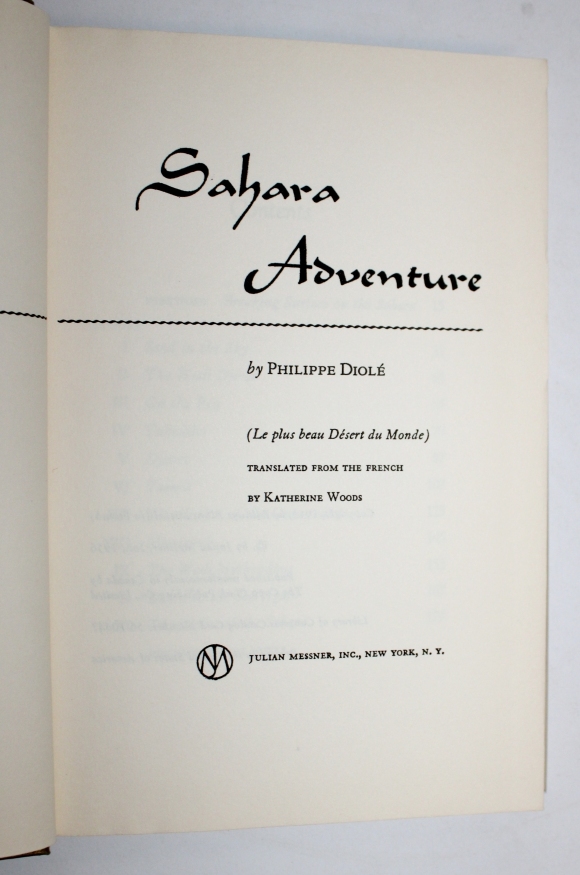 Sahara
Adventure
by PHILIPPE DIOLÉ
(Le plus beau Désert du Monde)
TRANSLATED FROM THE FRENCH
BY KATHERINE WOODS
JM
JULIAN MESSNER, INC., NEW YORK, N. Y.